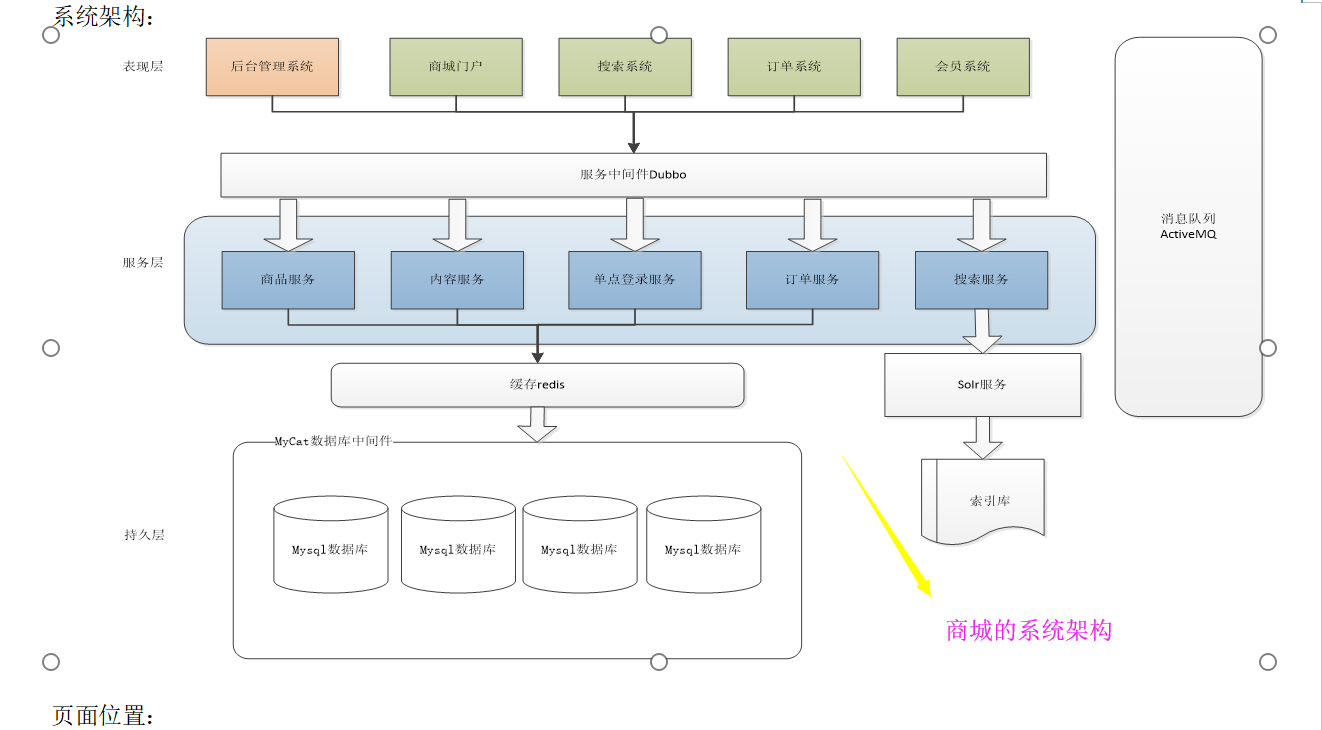 系统架构：
表现层
后台管理系统
商城门户
搜索系统
订单系统
会员系统
服务中间件Dubbo
消息队列
ActiveMQ
服务层
商品服务
内容服务
单点登录服务
订单服务
搜索服务
缓存redis
Solr服务
MyCat数据库中间件
索引库
持久层
Mysql数据库
Mysql数据库
Mysql数据库
Mysql数据库
商城的系统架构
页面位置：